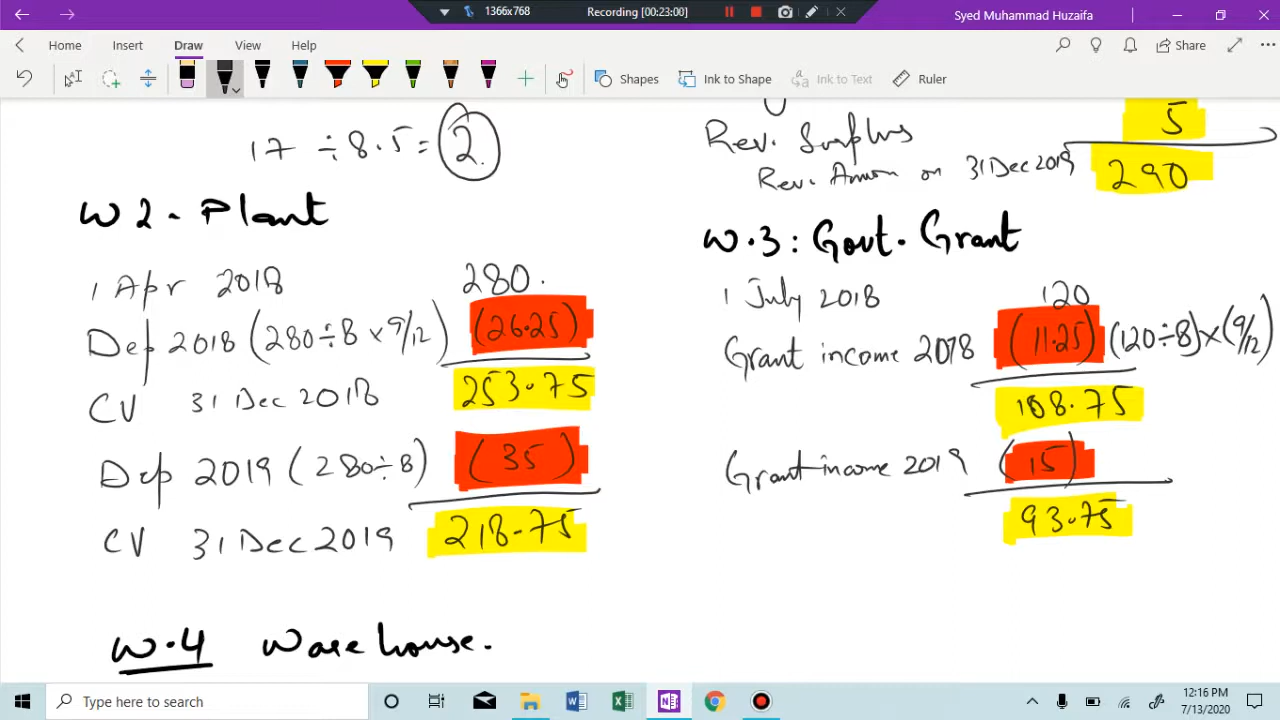 1366x768
Recording [00:23:00]
Syed Muhammad Huzaifa
Home Insert Draw View Help
Share
Shapes
Ink to Shape
Ink to Text
Ruler
17 ÷ 8.5 = 2
W 2 - Plant
1 Apr 2018 280.
Dep 2018 (280÷8 x 9/12) (26.25)
CV 31 Dec 2018 253.75
Dep 2019 (280÷8) (35)
CV 31 Dec 2019 218-75
W.4 Warehouse.
5
Rev. Surplus
Rev. Amou on 31 Dec 2019 290
W.3: Govt. Grant
1 July 2018 120
Grant income 2018 (11.25) (120÷8)x(9/12)
108.75
Grant income 2019 (15)
93.75
Type here to search
12:16 PM
7/13/2020